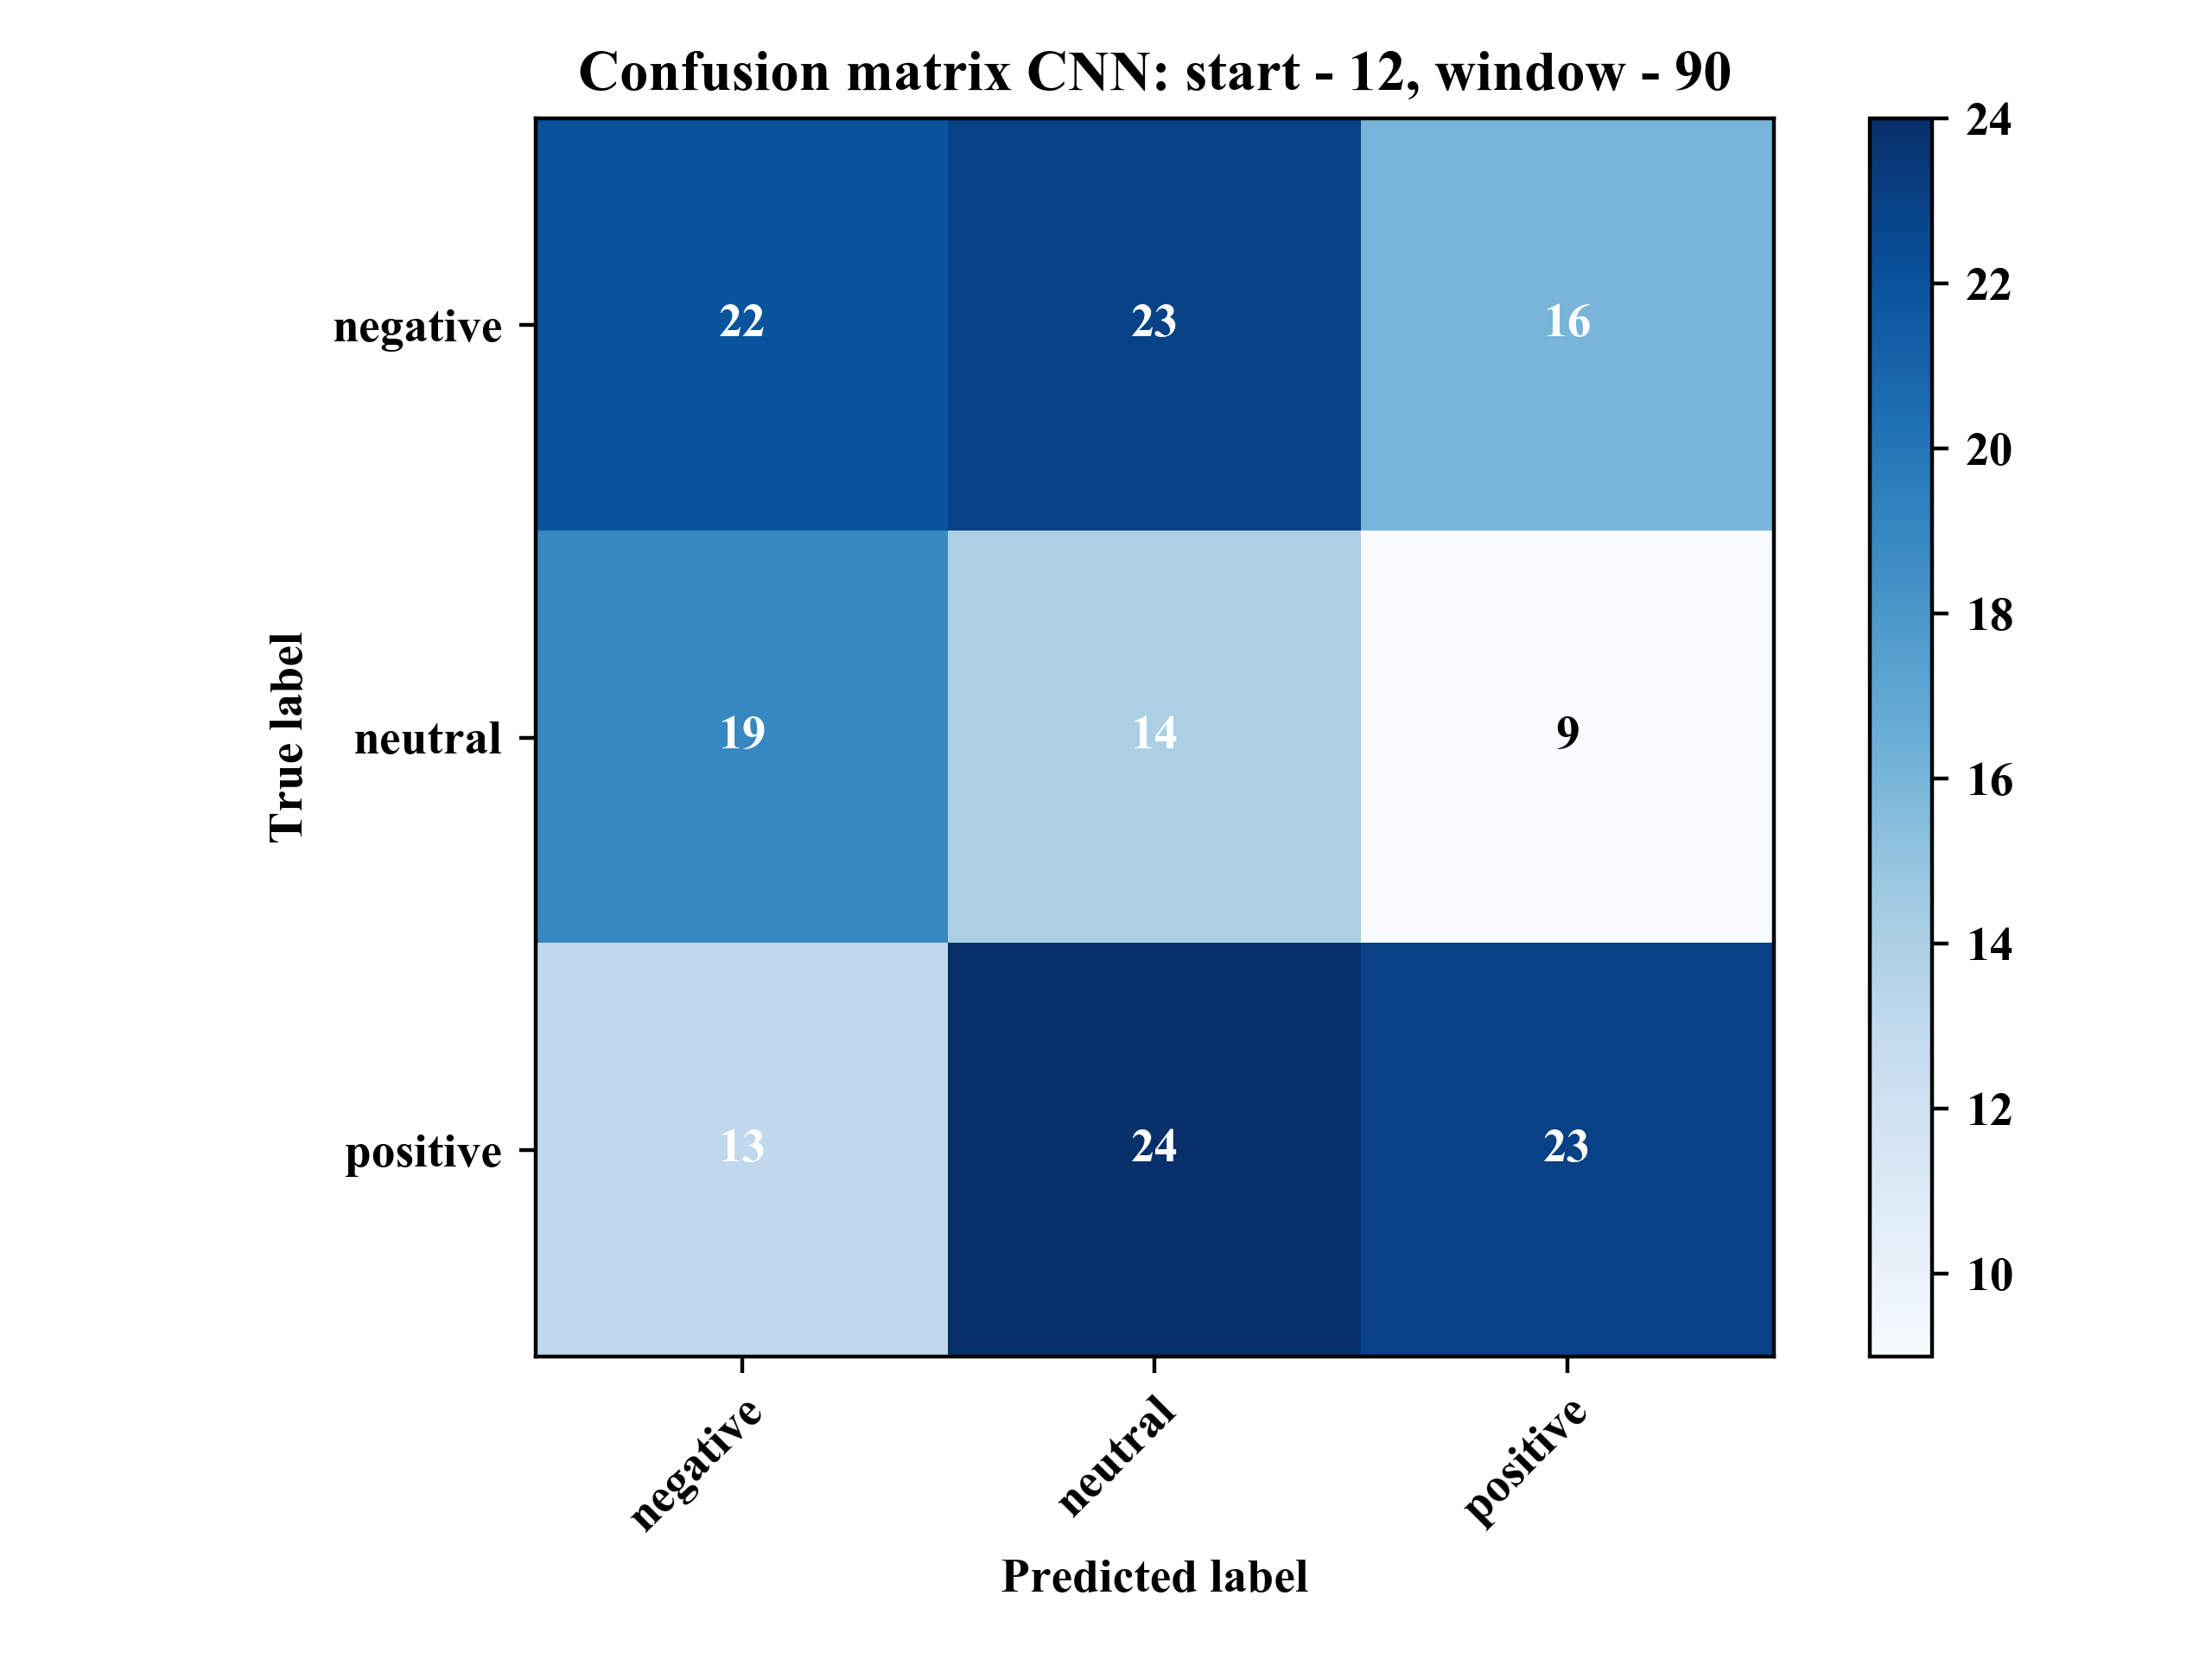 Confusion matrix CNN: start - 12, window - 90
True label
negative
neutral
positive
22 23 16
19 14 9
13 24 23
negative neutral positive
Predicted label
24
22
20
18
16
14
12
10